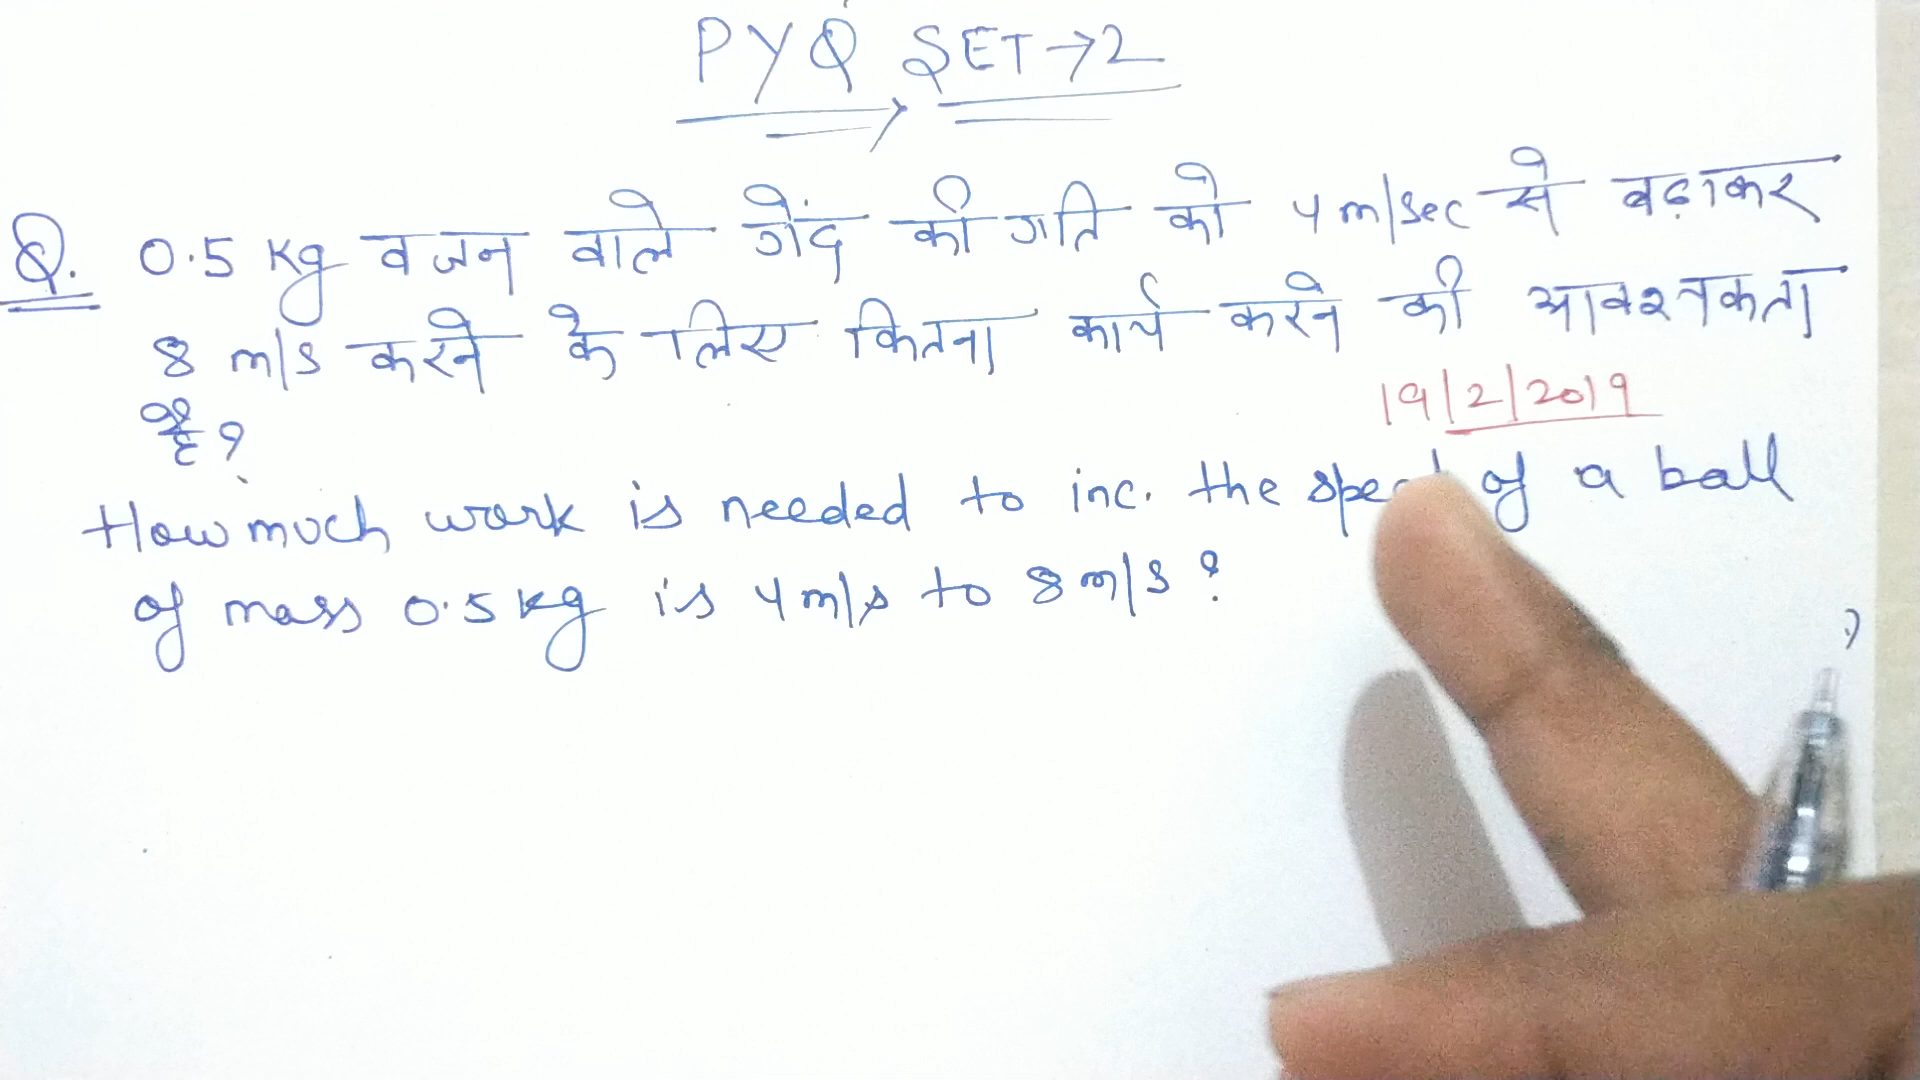 PYQ SET→2
Q. 0.5 Kg वजन वाले गेंद की गति को 4 m/sec से बढ़ाकर
8 m/s करने के लिए कितना कार्य करने की आवश्यकता
है?
19/2/2019
How much work is needed to inc. the of a ball
of mass 0.5 kg is 4 m/s to 8 m/s ?